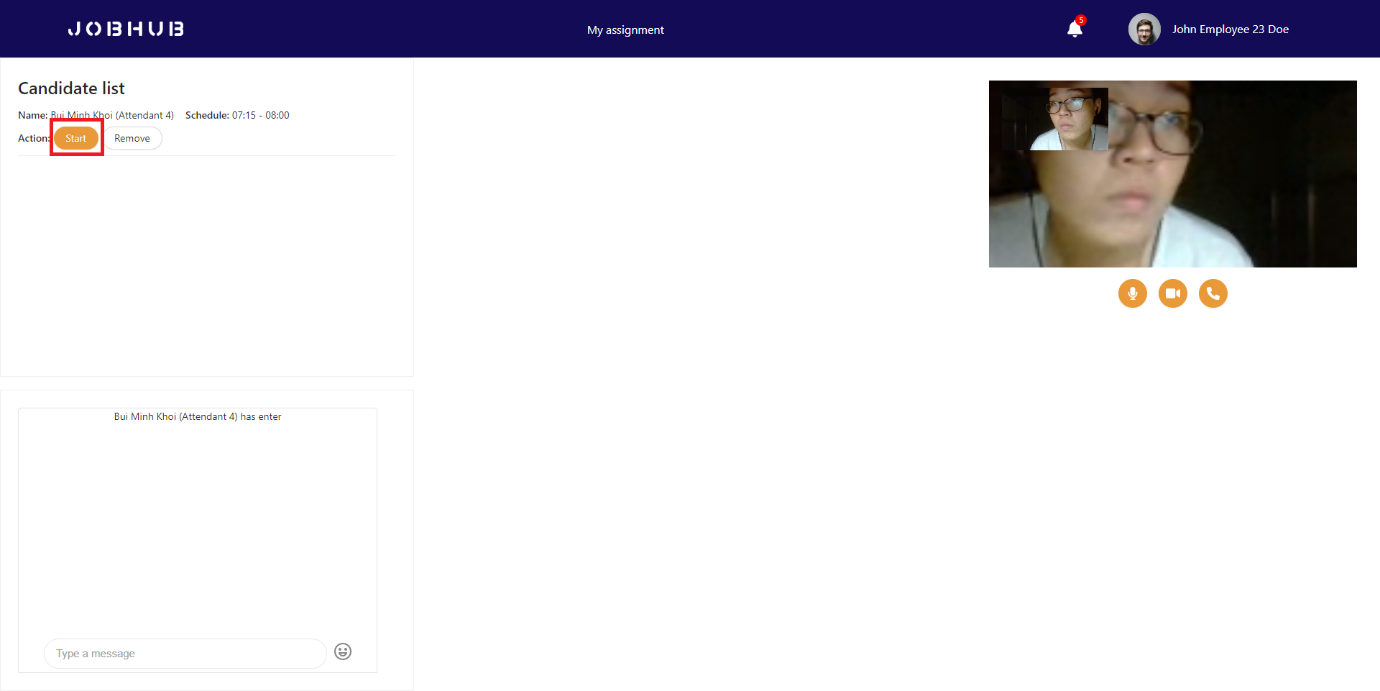 JOBHUB
My assignment
5
John Employee 23 Doe
Candidate list
Name: Bui Minh Khoi (Attendant 4) Schedule: 07:15 - 08:00
Action: Start Remove
Bui Minh Khoi (Attendant 4) has enter
Type a message